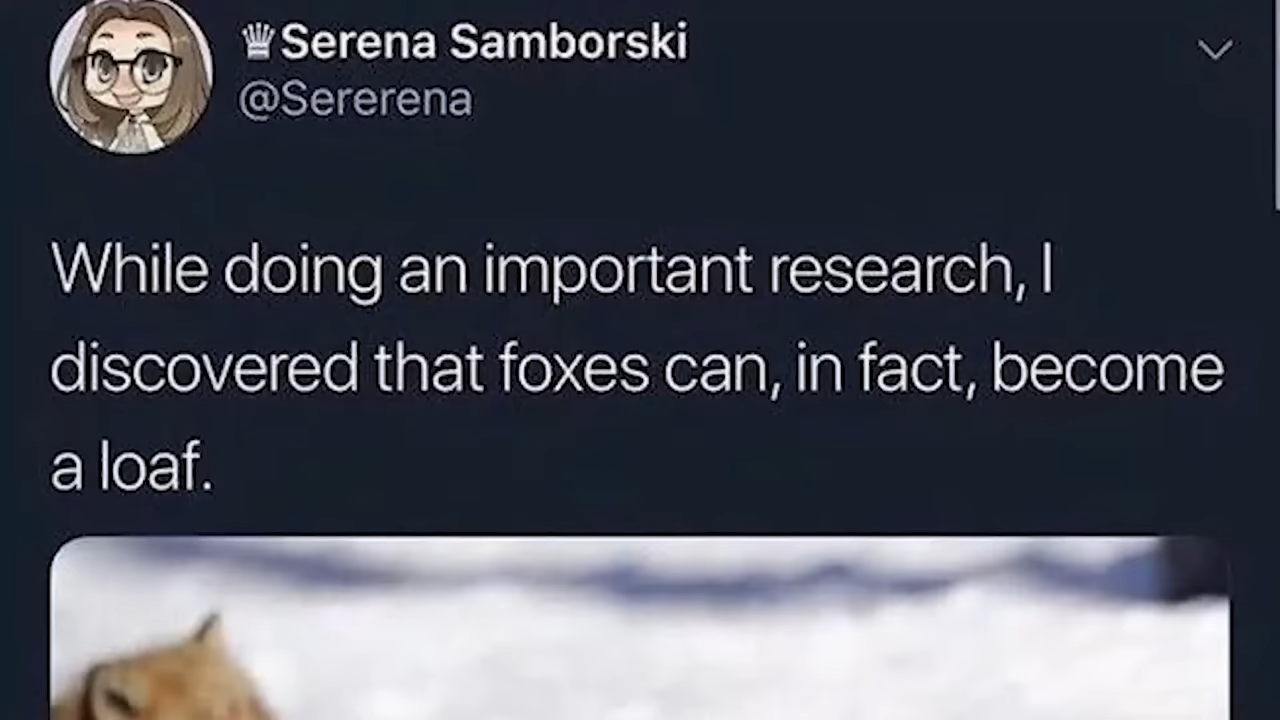 ♕Serena Samborski
@Sererena
While doing an important research, I
discovered that foxes can, in fact, become
a loaf.